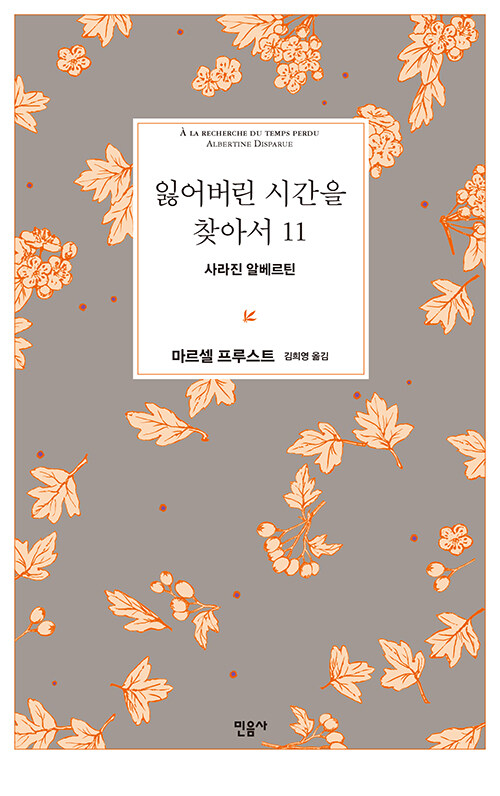 À LA RECHERCHE DU TEMPS PERDU
ALBERTINE DISPARUE
잃어버린 시간을
찾아서 11
사라진 알베르틴
마르셀 프루스트 김희영 옮김
민음사